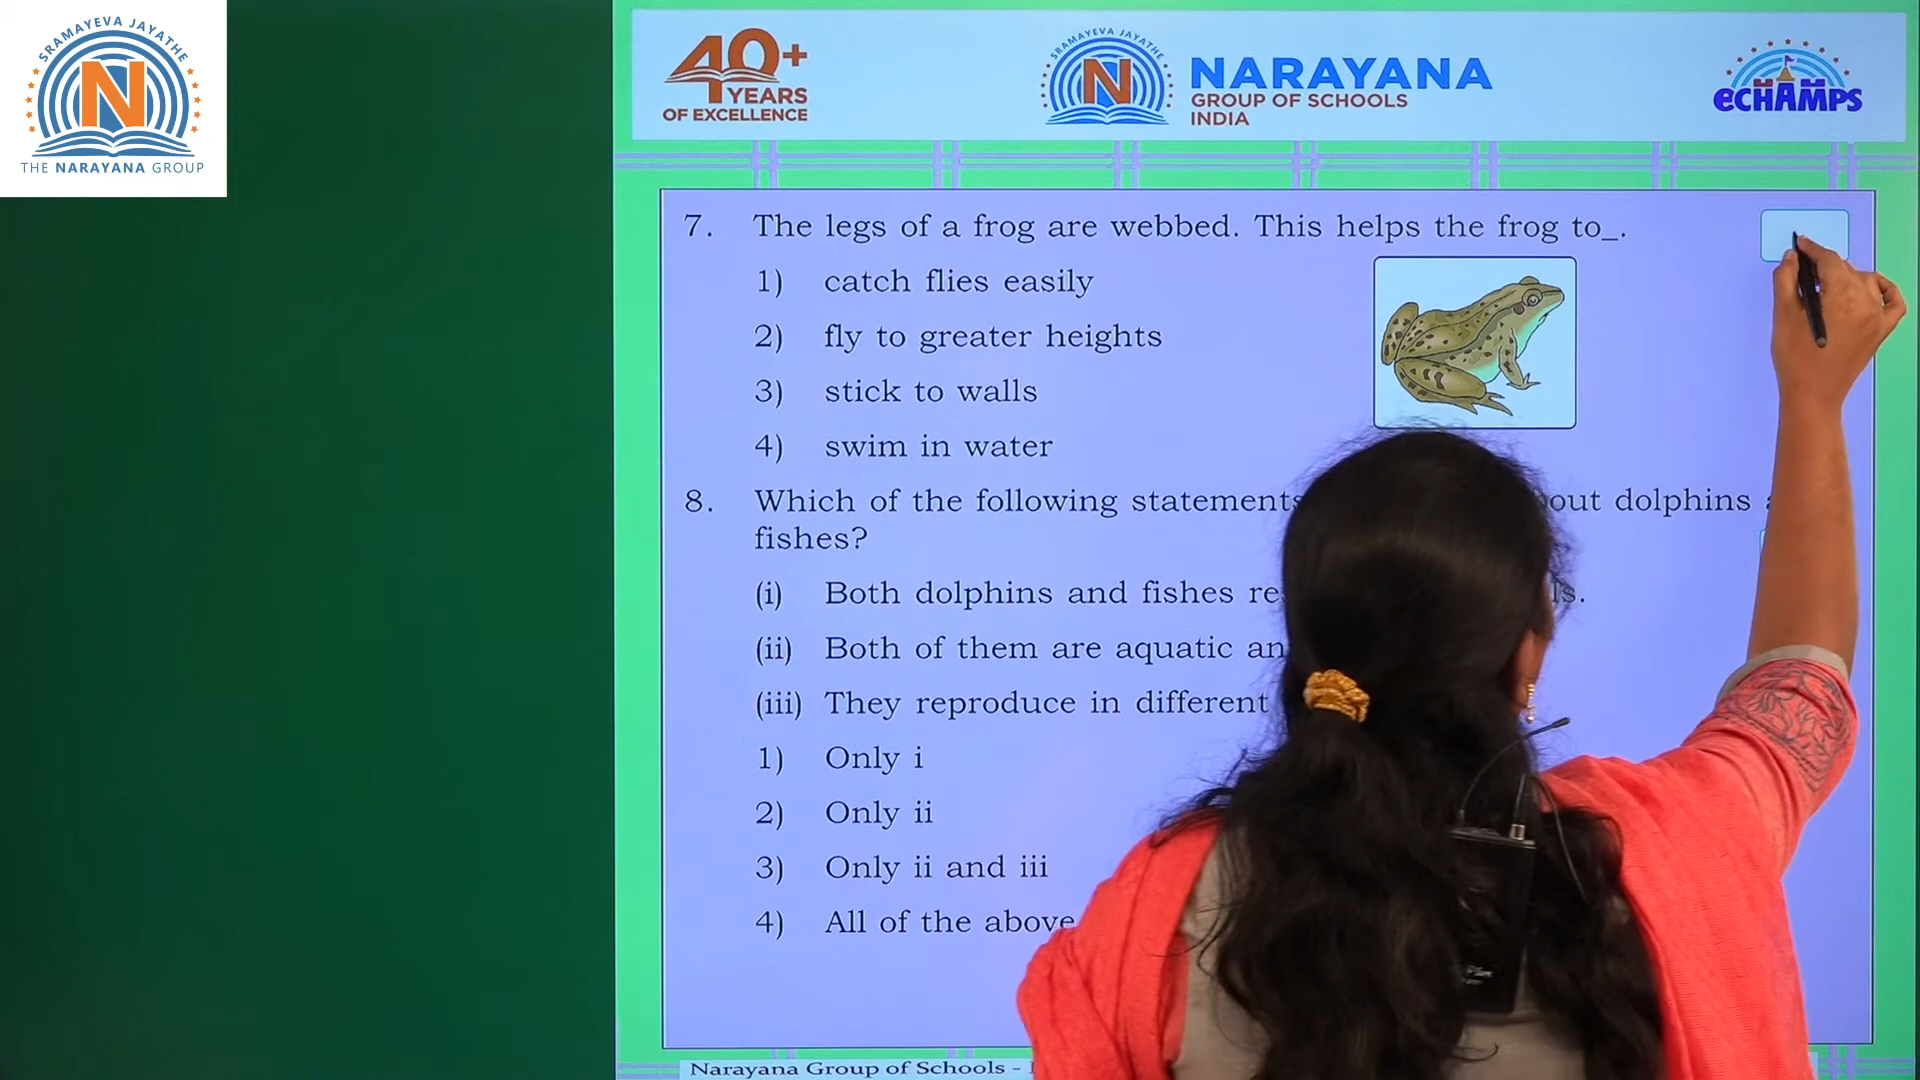 SRAMAYEVA JAYATHE
N
THE NARAYANA GROUP
40+
YEARS
OF EXCELLENCE
SRAMAYEVA JAYATHE
N
NARAYANA
GROUP OF SCHOOLS
INDIA
eCHAMPS
7. The legs of a frog are webbed. This helps the frog to_.
1) catch flies easily
2) fly to greater heights
3) stick to walls
4) swim in water
8. Which of the following statements out dolphins
fishes?
(i) Both dolphins and fishes
(ii) Both of them are aquatic
(iii) They reproduce in different
1) Only i
2) Only ii
3) Only ii and iii
4) All of the above
Narayana Group of Schools -